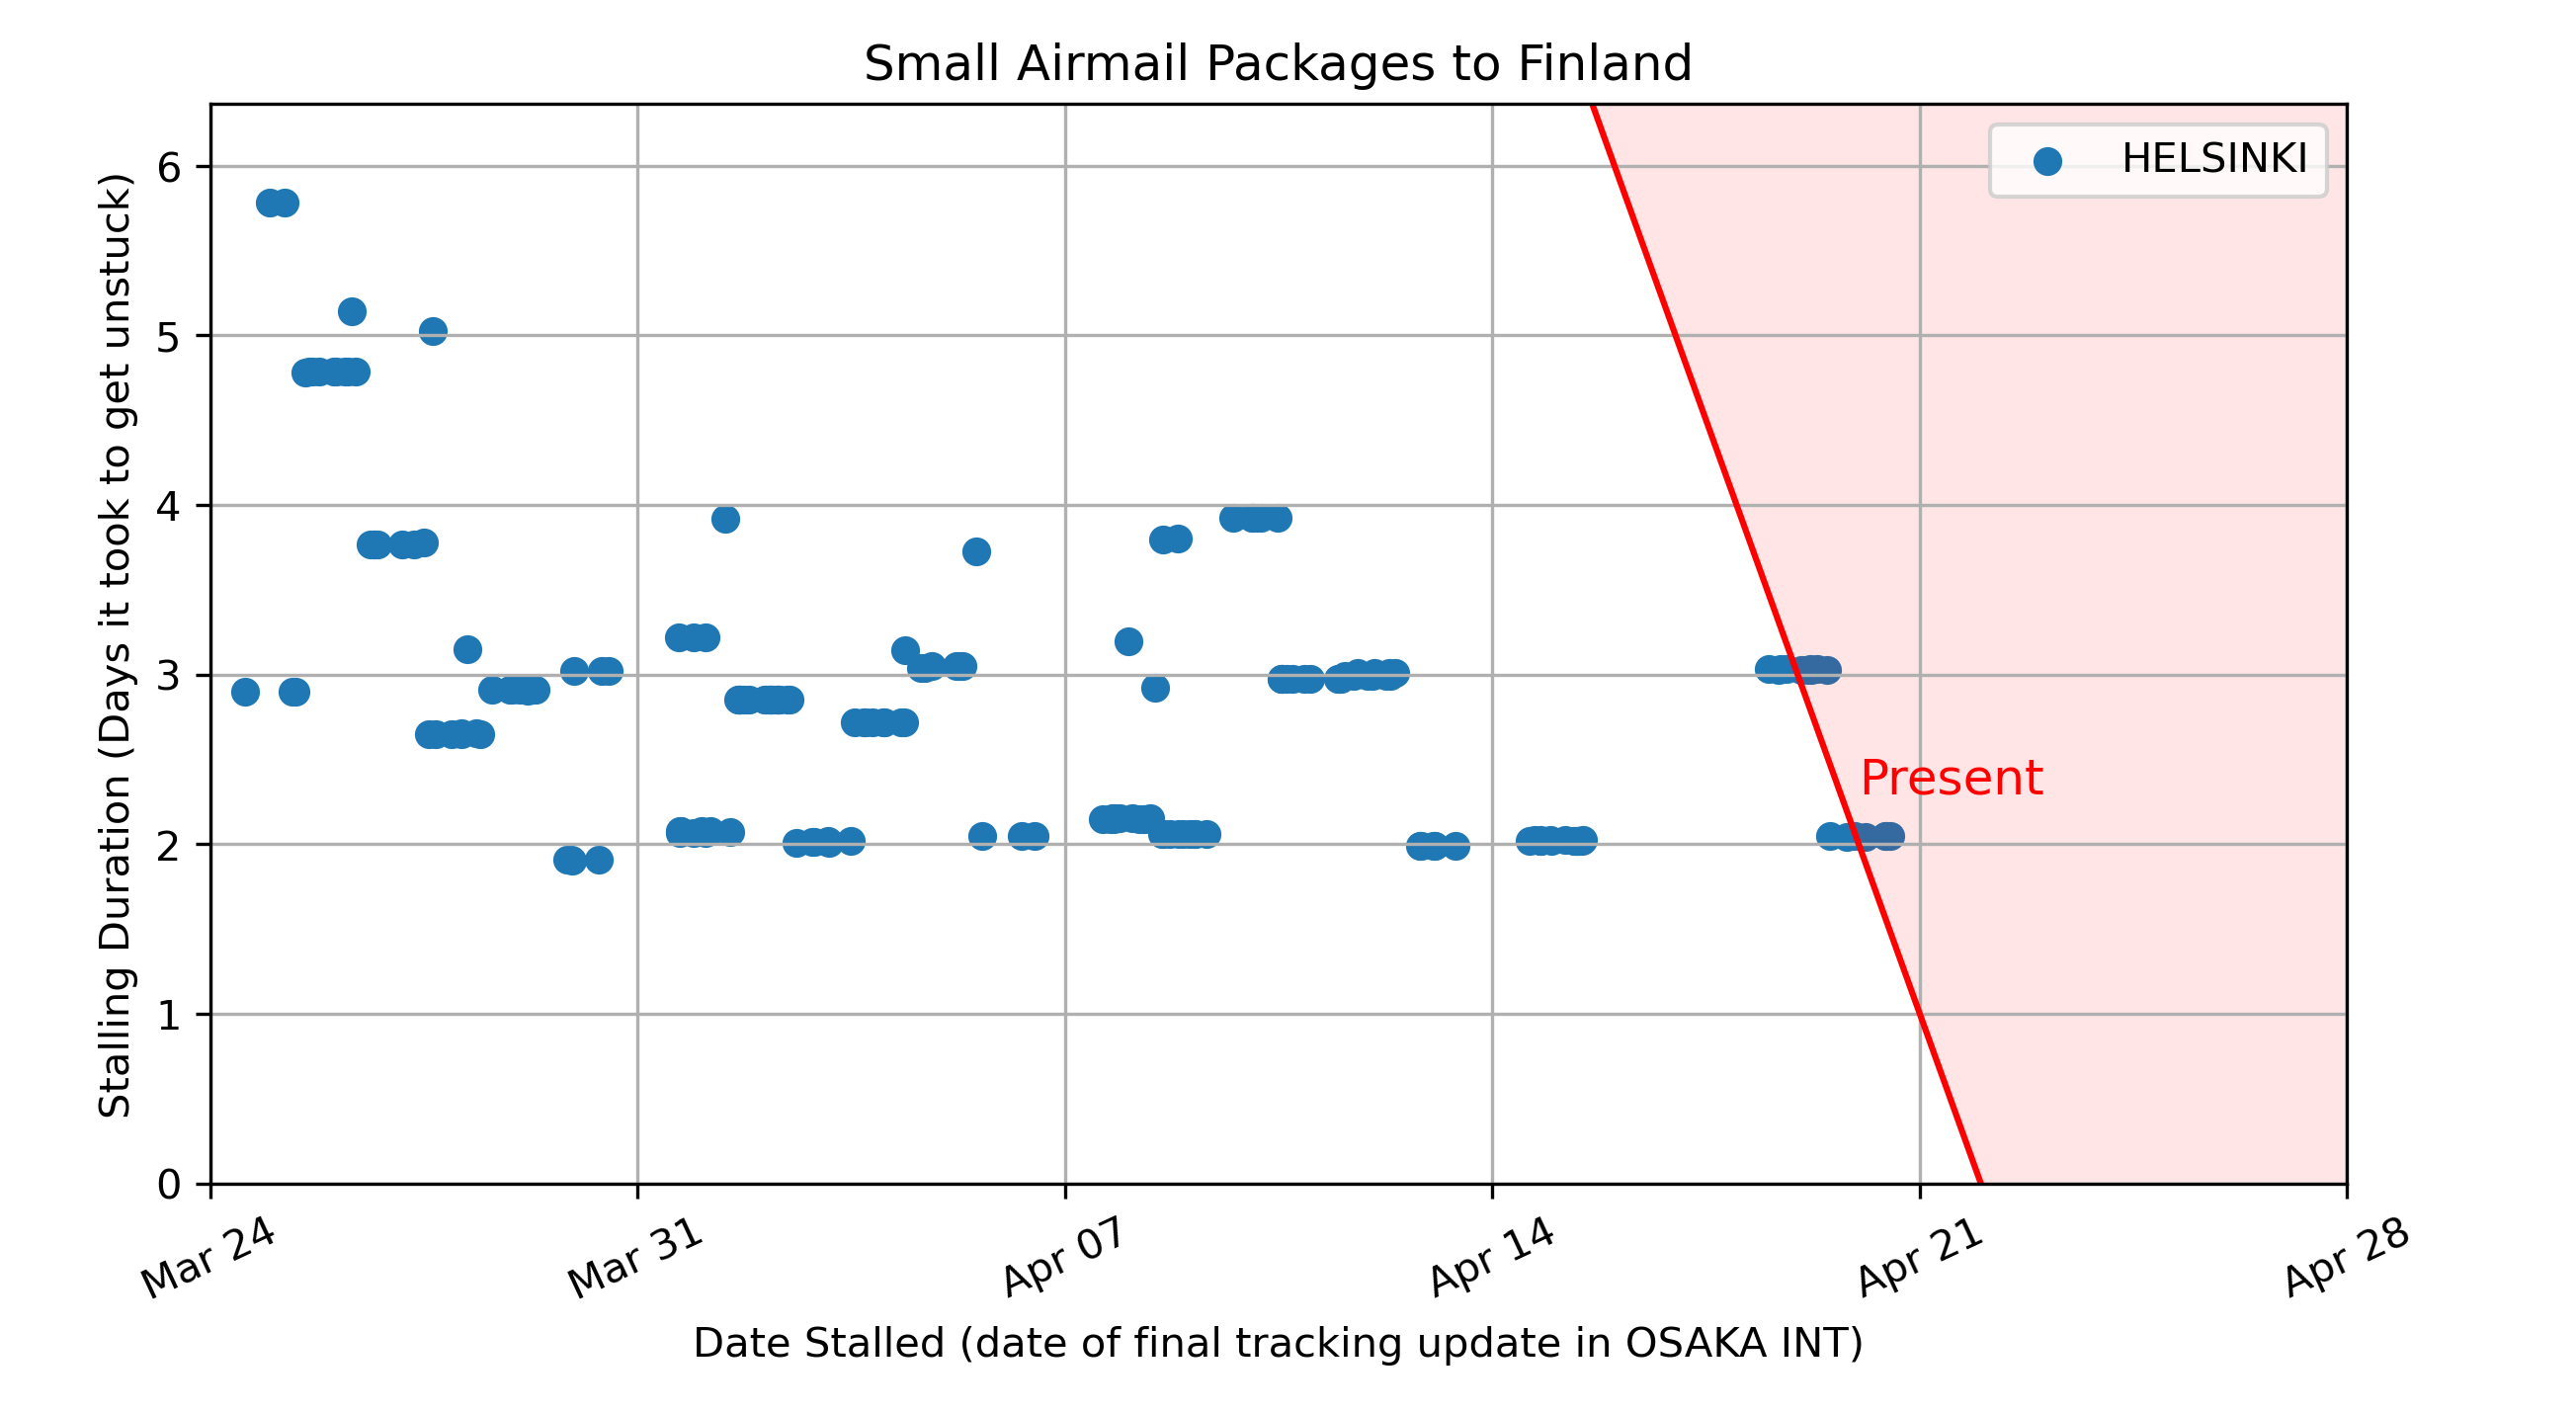 Small Airmail Packages to Finland
Stalling Duration (Days it took to get unstuck)
6
5
4
3
2
1
0
HELSINKI
Present
Mar 24
Mar 31
Apr 07
Apr 14
Apr 21
Apr 28
Date Stalled (date of final tracking update in OSAKA INT)